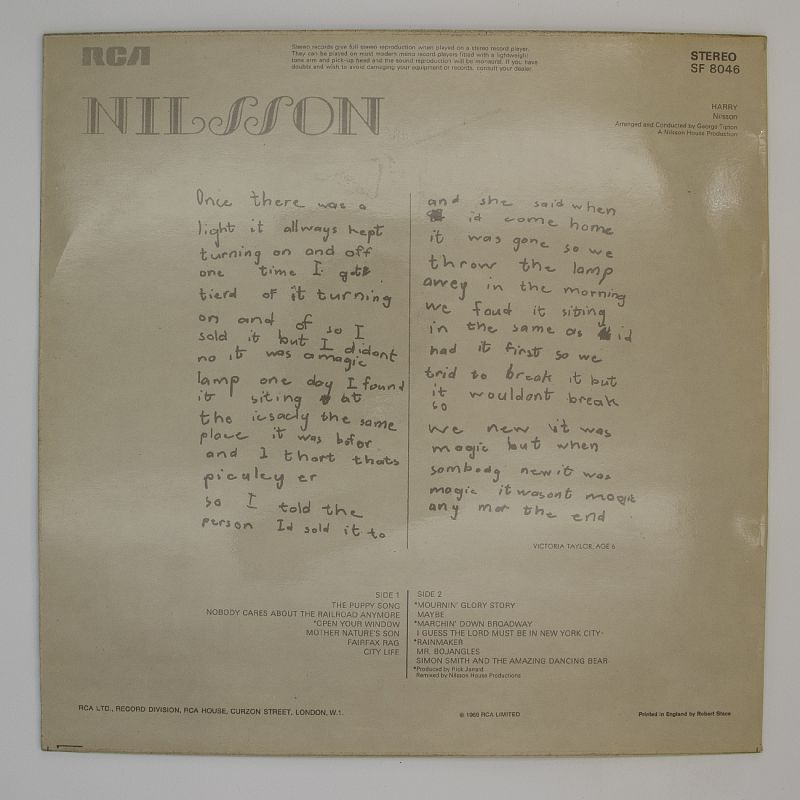 RCA
Stereo records give full stereo reproduction when played on a stereo record player.
They can be played on most modern mono record players fitted with a lightweight
tone arm and pick-up head and the sound reproduction will be monaural. If you have
doubts and wish to avoid damaging your equipment or records, consult your dealer.
STEREO
SF 8046
NILSSON
HARRY
Nilsson
Arranged and Conducted by George Tipton
A Nilsson House Production
Once there was a
light it allways kept
turning on and off
one time I got
tierd of it turning
on and of so I
sold it but I didont
no it was a magic
lamp one day I found
it siting at
the icsacly the same
place it was befor
and I thort thats
piculey er
so I told the
person Id sold it to
and she said when
id come home
it was gone so we
throw the lamp
awey in the morning
we foud it siting
in the same as id
had it first so we
trid to break it but
it wouldont break
so
we new it was
magic but when
sombody new it was
magic it wasont magic
any mor the end
VICTORIA TAYLOR, AGE 6
SIDE 1
THE PUPPY SONG
NOBODY CARES ABOUT THE RAILROAD ANYMORE
*OPEN YOUR WINDOW
MOTHER NATURE'S SON
FAIRFAX RAG
CITY LIFE
SIDE 2
*MOURNIN' GLORY STORY
MAYBE
*MARCHIN' DOWN BROADWAY
I GUESS THE LORD MUST BE IN NEW YORK CITY
*RAINMAKER
MR. BOJANGLES
SIMON SMITH AND THE AMAZING DANCING BEAR
*Produced by Rick Jarrard
Remixed by Nilsson House Productions
RCA LTD., RECORD DIVISION, RCA HOUSE, CURZON STREET, LONDON, W.1.
© 1969 RCA LIMITED
Printed in England by Robert Stace